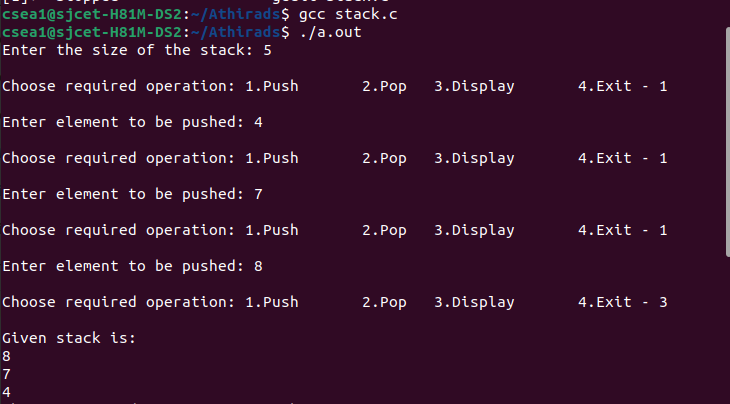 csea1@sjcet-H81M-DS2:~/Athirads$ gcc stack.c
csea1@sjcet-H81M-DS2:~/Athirads$ ./a.out
Enter the size of the stack: 5
Choose required operation: 1.Push 2.Pop 3.Display 4.Exit - 1
Enter element to be pushed: 4
Choose required operation: 1.Push 2.Pop 3.Display 4.Exit - 1
Enter element to be pushed: 7
Choose required operation: 1.Push 2.Pop 3.Display 4.Exit - 1
Enter element to be pushed: 8
Choose required operation: 1.Push 2.Pop 3.Display 4.Exit - 3
Given stack is:
8
7
4